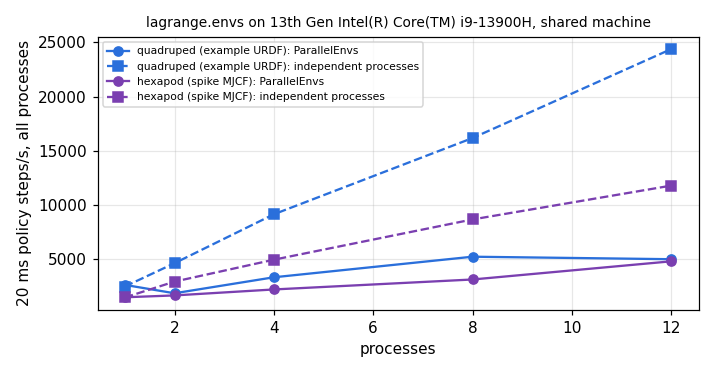 lagrange.envs on 13th Gen Intel(R) Core(TM) i9-13900H, shared machine
25000
20000
15000
10000
5000
20 ms policy steps/s, all processes
quadruped (example URDF): ParallelEnvs
quadruped (example URDF): independent processes
hexapod (spike MJCF): ParallelEnvs
hexapod (spike MJCF): independent processes
2 4 6 8 10 12
processes